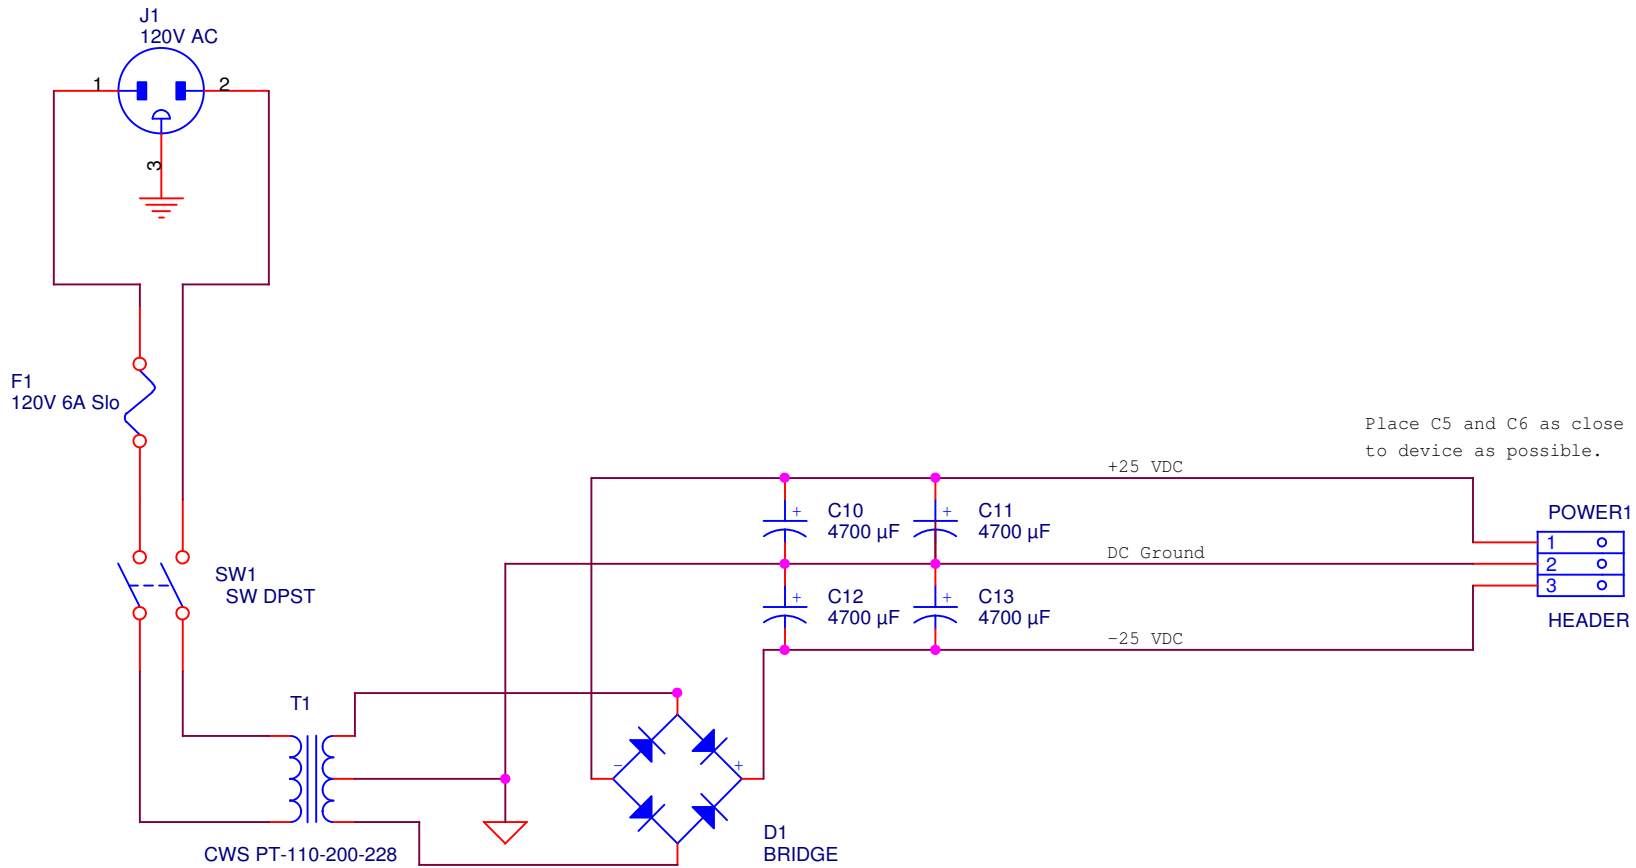 J1
120V AC
1
2
3
F1
120V 6A Slo
Place C5 and C6 as close
to device as possible.
+25 VDC
+
C10
4700 µF
+
C11
4700 µF
POWER1
1
2
3
HEADER
DC Ground
SW1
SW DPST
+
C12
4700 µF
+
C13
4700 µF
-25 VDC
T1
-
+
D1
BRIDGE
CWS PT-110-200-228